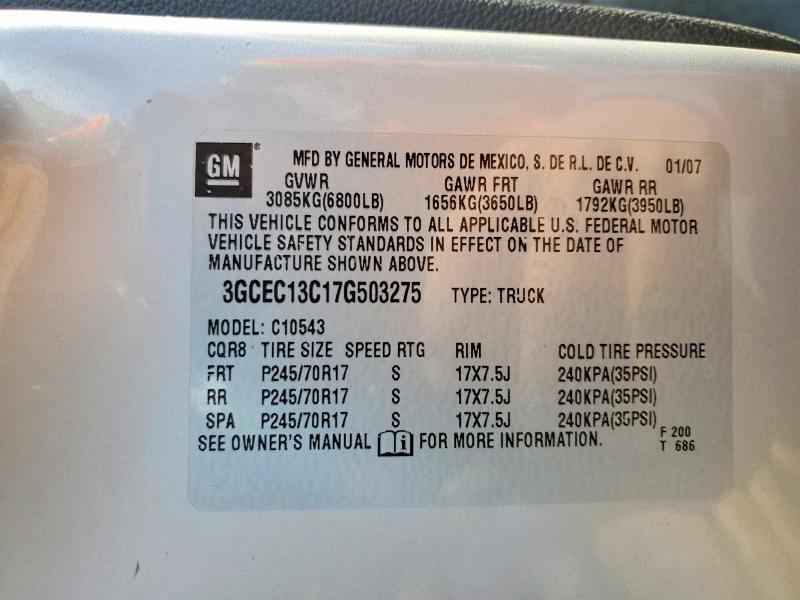 GM® MFD BY GENERAL MOTORS DE MEXICO, S. DE R.L. DE C.V. 01/07
GVWR GAWR FRT GAWR RR
3085KG(6800LB) 1656KG(3650LB) 1792KG(3950LB)
THIS VEHICLE CONFORMS TO ALL APPLICABLE U.S. FEDERAL MOTOR
VEHICLE SAFETY STANDARDS IN EFFECT ON THE DATE OF
MANUFACTURE SHOWN ABOVE.
3GCEC13C17G503275 TYPE: TRUCK
MODEL: C10543
CQR8 TIRE SIZE SPEED RTG RIM COLD TIRE PRESSURE
FRT P245/70R17 S 17X7.5J 240KPA(35PSI)
RR P245/70R17 S 17X7.5J 240KPA(35PSI)
SPA P245/70R17 S 17X7.5J 240KPA(35PSI)
SEE OWNER'S MANUAL i FOR MORE INFORMATION. F 200
T 686